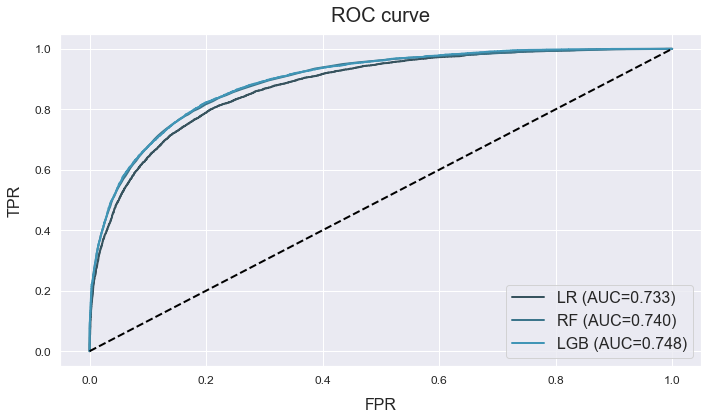 ROC curve
TPR
1.0
0.8
0.6
0.4
0.2
0.0
LR (AUC=0.733)
RF (AUC=0.740)
LGB (AUC=0.748)
0.0 0.2 0.4 0.6 0.8 1.0
FPR